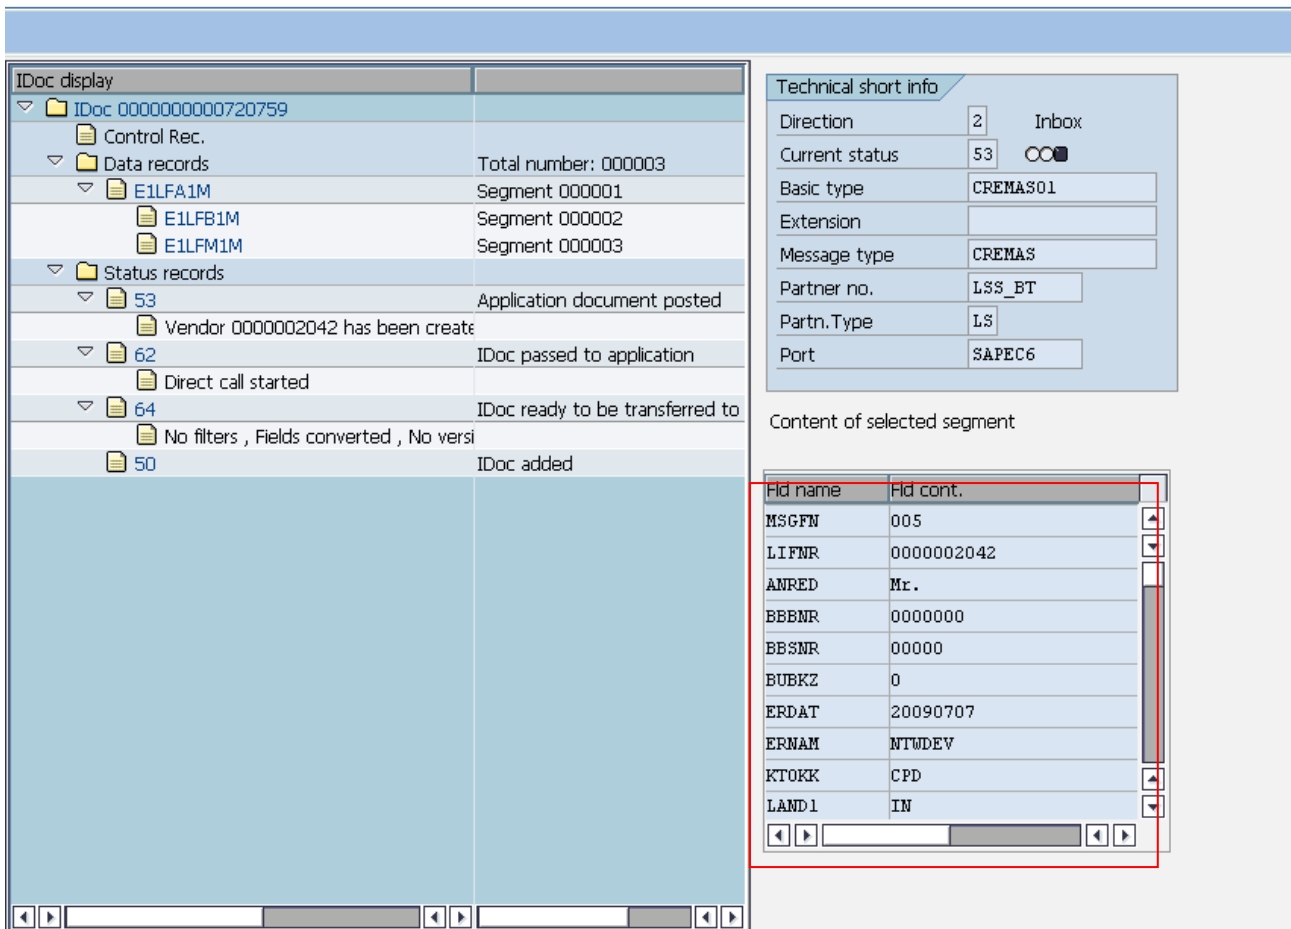 IDoc display
IDoc 0000000000720759
Control Rec.
Data records Total number: 000003
E1LFA1M Segment 000001
E1LFB1M Segment 000002
E1LFM1M Segment 000003
Status records
53 Application document posted
Vendor 0000002042 has been create
62 IDoc passed to application
Direct call started
64 IDoc ready to be transferred to
No filters , Fields converted , No versi
50 IDoc added
Technical short info
Direction 2 Inbox
Current status 53
Basic type CREMAS01
Extension
Message type CREMAS
Partner no. LSS_BT
Partn.Type LS
Port SAPEC6
Content of selected segment
Fld name Fld cont.
MSGFN 005
LIFNR 0000002042
ANRED Mr.
BBBNR 0000000
BBSNR 00000
BUBKZ 0
ERDAT 20090707
ERNAM NTWDEV
KTOKK CPD
LAND1 IN